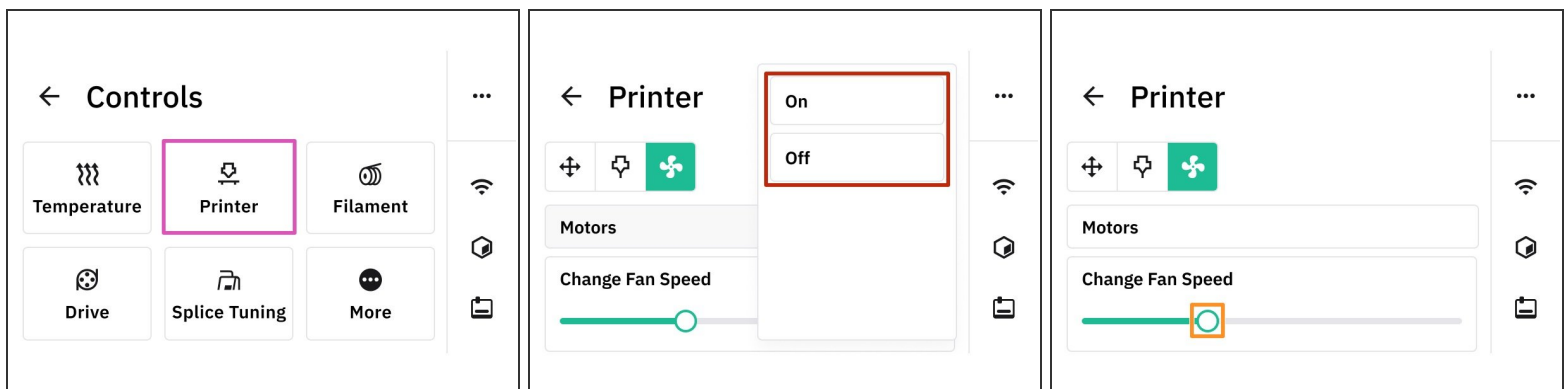 Controls
Temperature
Printer
Filament
Drive
Splice Tuning
More
Printer
On
Off
Motors
Change Fan Speed
Printer
Motors
Change Fan Speed